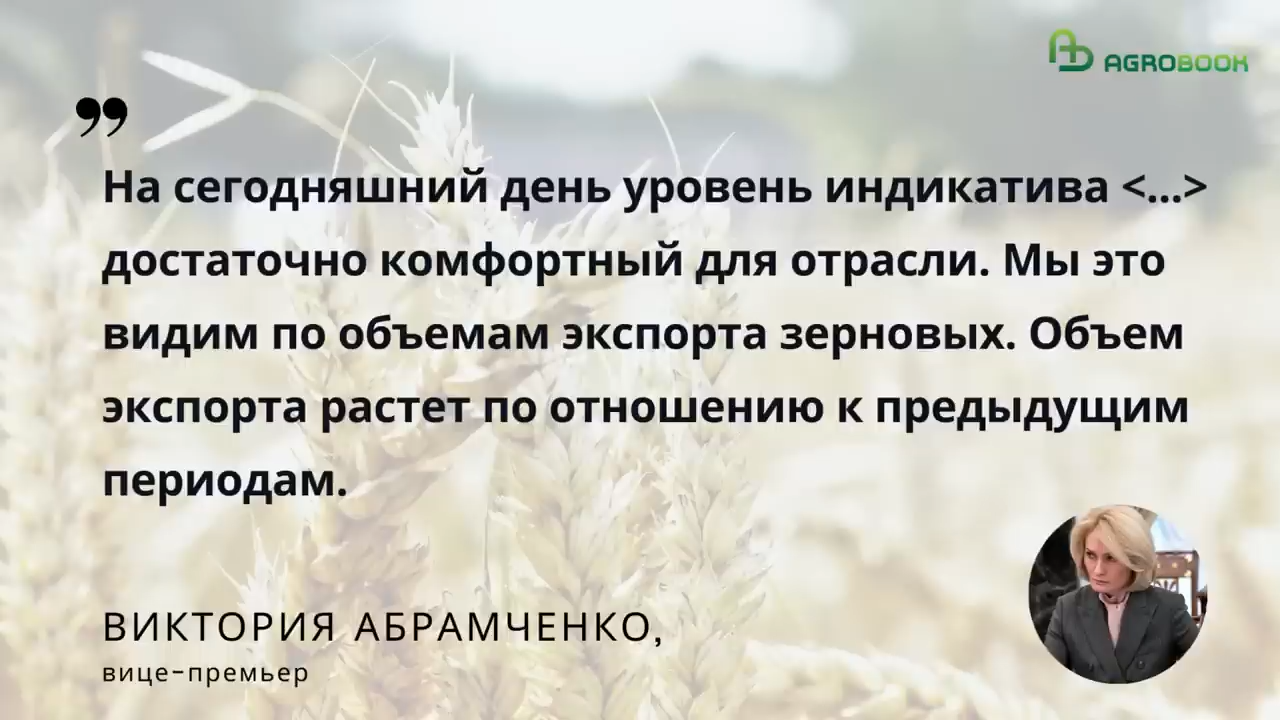 AGROBOOK
”
На сегодняшний день уровень индикатива <...>
достаточно комфортный для отрасли. Мы это
видим по объемам экспорта зерновых. Объем
экспорта растет по отношению к предыдущим
периодам.
ВИКТОРИЯ АБРАМЧЕНКО,
вице-премьер